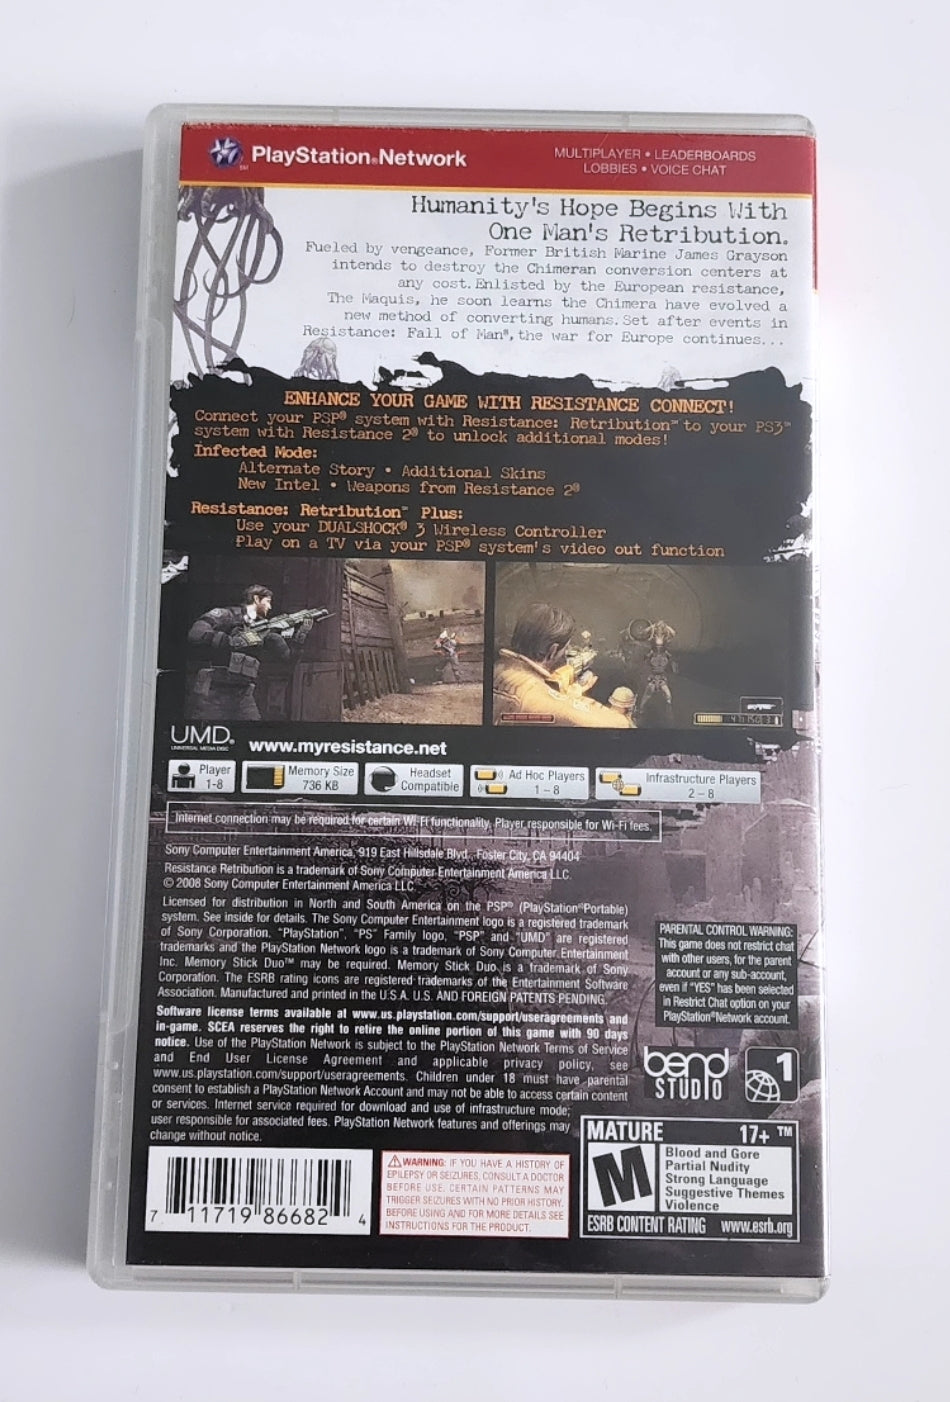 PlayStation®Network
SM
MULTIPLAYER • LEADERBOARDS
LOBBIES • VOICE CHAT
Humanity's Hope Begins With
One Man's Retribution.
Fueled by vengeance, Former British Marine James Grayson
intends to destroy the Chimeran conversion centers at
any cost. Enlisted by the European resistance,
The Maquis, he soon learns the Chimera have evolved a
new method of converting humans. Set after events in
Resistance: Fall of Man®, the war for Europe continues...
ENHANCE YOUR GAME WITH RESISTANCE CONNECT!
Connect your PSP® system with Resistance: Retribution™ to your PS3™
system with Resistance 2® to unlock additional modes!
Infected Mode:
Alternate Story • Additional Skins
New Intel • Weapons from Resistance 2®
Resistance: Retribution™ Plus:
Use your DUALSHOCK® 3 Wireless Controller
Play on a TV via your PSP® system's video out function
UMD®
UNIVERSAL MEDIA DISC
www.myresistance.net
Player
1-8
Memory Size
736 KB
Headset
Compatible
Ad Hoc Players
1 – 8
Infrastructure Players
2 – 8
Internet connection may be required for certain Wi-Fi functionality. Player responsible for Wi-Fi fees.
Sony Computer Entertainment America, 919 East Hillsdale Blvd., Foster City, CA 94404
Resistance Retribution is a trademark of Sony Computer Entertainment America LLC.
© 2008 Sony Computer Entertainment America LLC
Licensed for distribution in North and South America on the PSP® (PlayStation®Portable)
system. See inside for details. The Sony Computer Entertainment logo is a registered trademark
of Sony Corporation. "PlayStation", "PS" Family logo, "PSP" and "UMD" are registered
trademarks and the PlayStation Network logo is a trademark of Sony Computer Entertainment
Inc. Memory Stick Duo™ may be required. Memory Stick Duo is a trademark of Sony
Corporation. The ESRB rating icons are registered trademarks of the Entertainment Software
Association. Manufactured and printed in the U.S.A. U.S. AND FOREIGN PATENTS PENDING.
Software license terms available at www.us.playstation.com/support/useragreements and
in-game. SCEA reserves the right to retire the online portion of this game with 90 days
notice. Use of the PlayStation Network is subject to the PlayStation Network Terms of Service
and End User License Agreement and applicable privacy policy, see
www.us.playstation.com/support/useragreements. Children under 18 must have parental
consent to establish a PlayStation Network Account and may not be able to access certain content
or services. Internet service required for download and use of infrastructure mode;
user responsible for associated fees. PlayStation Network features and offerings may
change without notice.
PARENTAL CONTROL WARNING:
This game does not restrict chat
with other users, for the parent
account or any sub-account,
even if "YES" has been selected
in Restrict Chat option on your
PlayStation®Network account.
bend
STUDIO
1
MATURE 17+ ™
M
Blood and Gore
Partial Nudity
Strong Language
Suggestive Themes
Violence
ESRB CONTENT RATING www.esrb.org
7 11719 86682 4
WARNING: IF YOU HAVE A HISTORY OF
EPILEPSY OR SEIZURES, CONSULT A DOCTOR
BEFORE USE. CERTAIN PATTERNS MAY
TRIGGER SEIZURES WITH NO PRIOR HISTORY.
BEFORE USING AND FOR MORE DETAILS SEE
INSTRUCTIONS FOR THE PRODUCT.